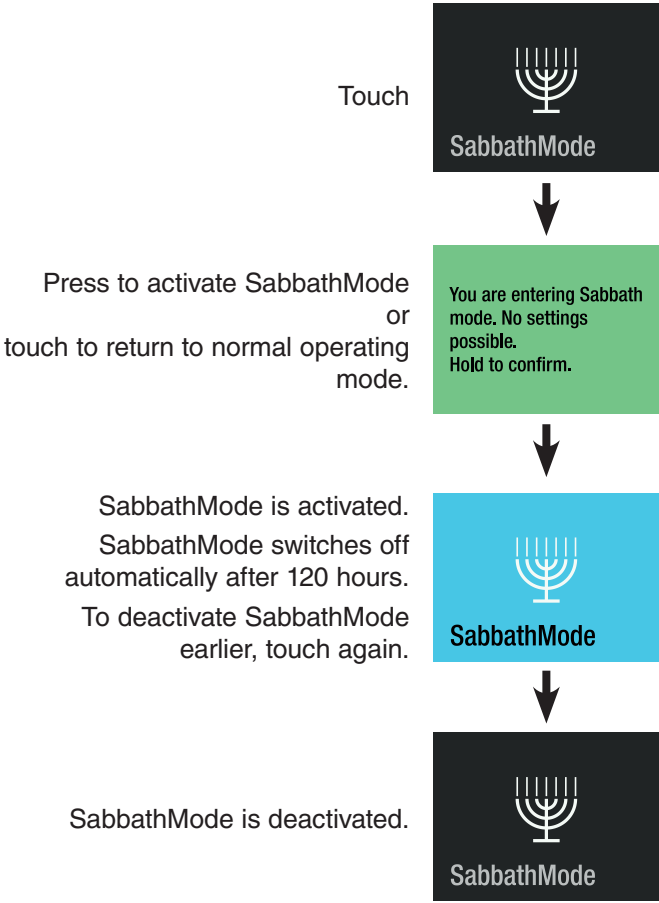 Touch
SabbathMode
Press to activate SabbathMode
or
touch to return to normal operating
mode.
You are entering Sabbath
mode. No settings
possible.
Hold to confirm.
SabbathMode is activated.
SabbathMode switches off
automatically after 120 hours.
To deactivate SabbathMode
earlier, touch again.
SabbathMode
SabbathMode is deactivated.
SabbathMode